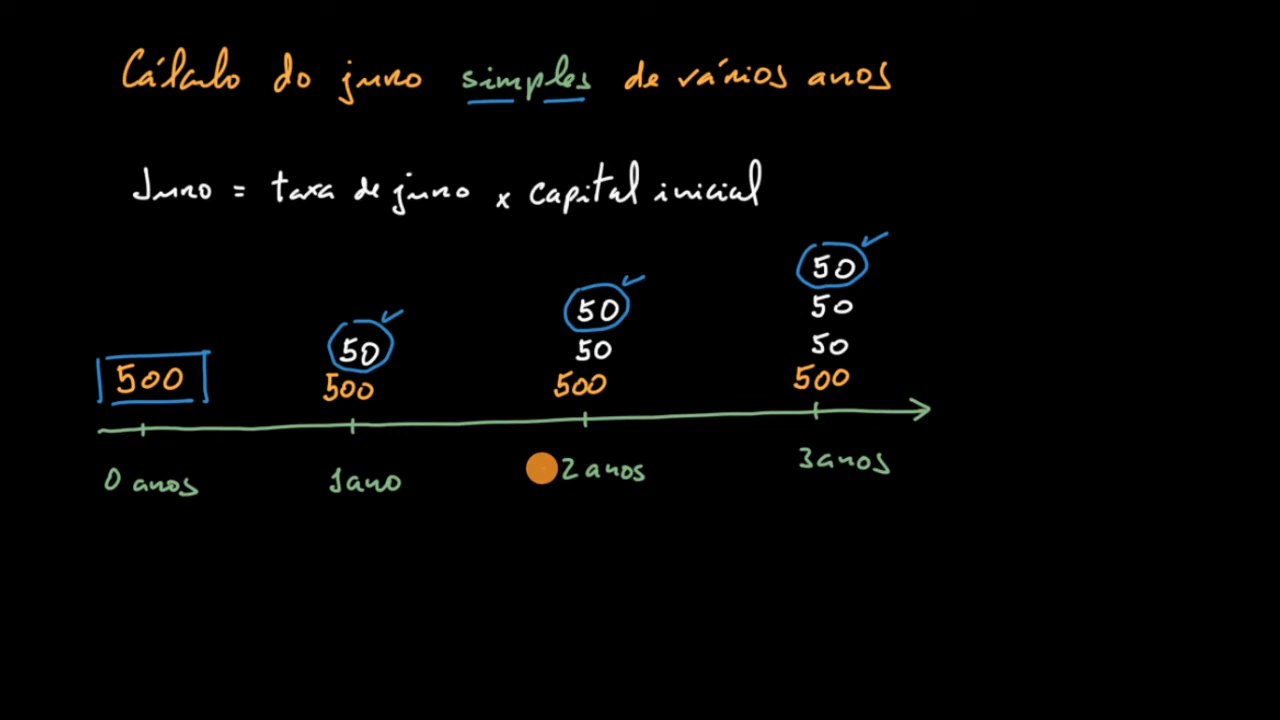 Cálculo do juro simples de vários anos
Juro = taxa de juro x capital inicial
50
50 50
50 50 50
500 500 500 500
0 anos 1 ano 2 anos 3 anos